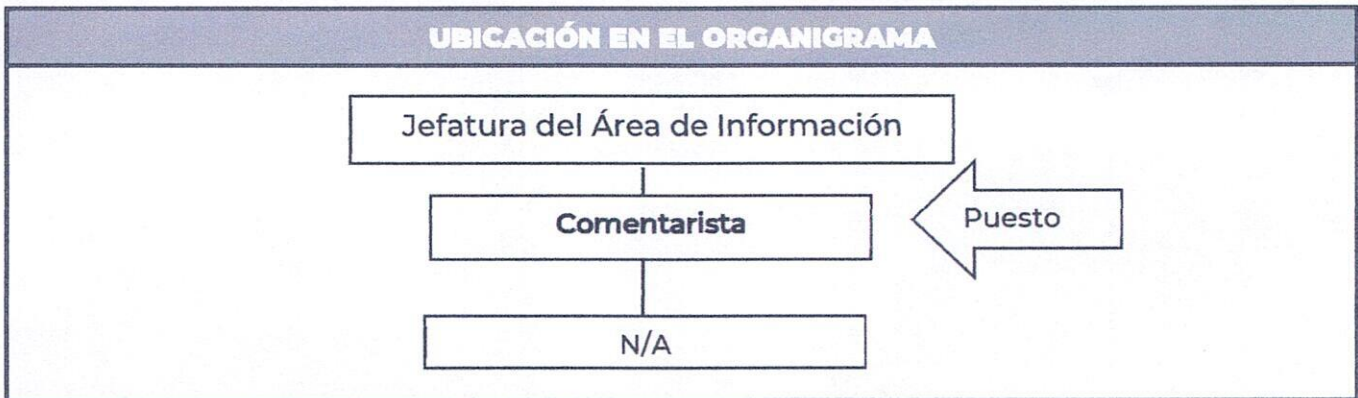 UBICACIÓN EN EL ORGANIGRAMA
Jefatura del Área de Información
Comentarista
Puesto
N/A